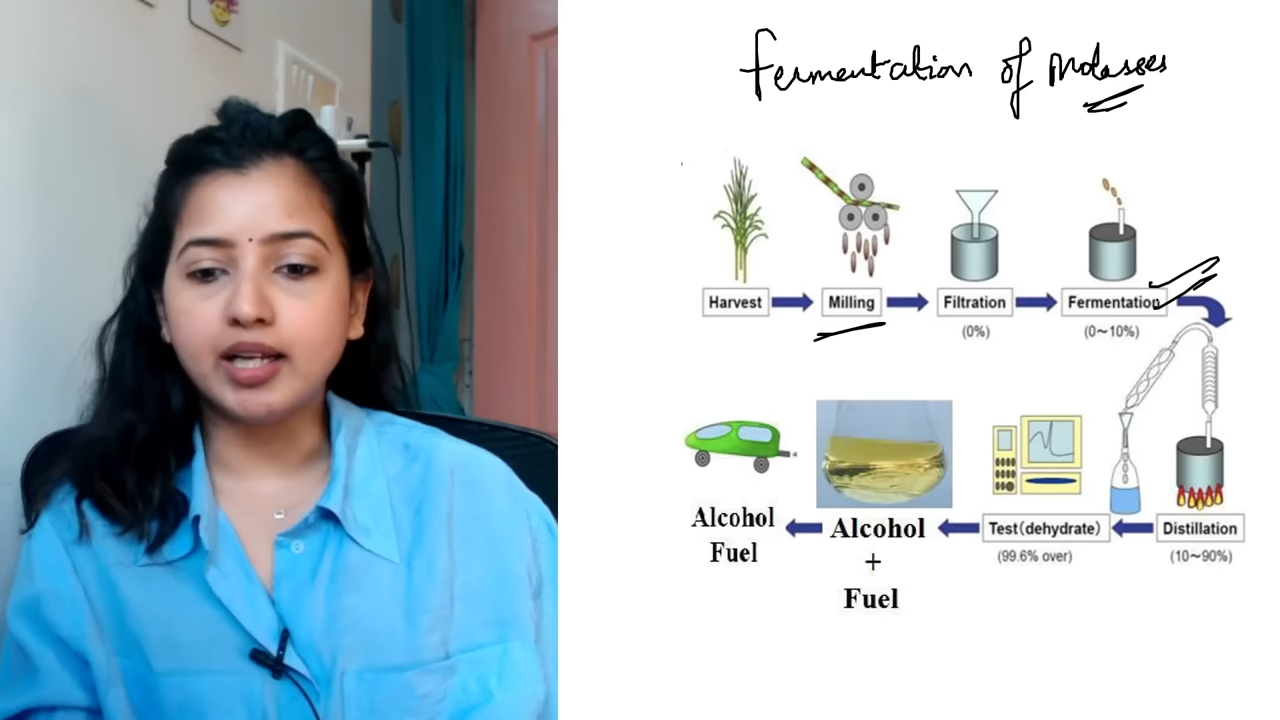 Fermentation of Molasses
Harvest
Milling
Filtration
Fermentation
(0%)
(0~10%)
Alcohol
Fuel
Alcohol
+
Fuel
Test(dehydrate)
(99.6% over)
Distillation
(10~90%)